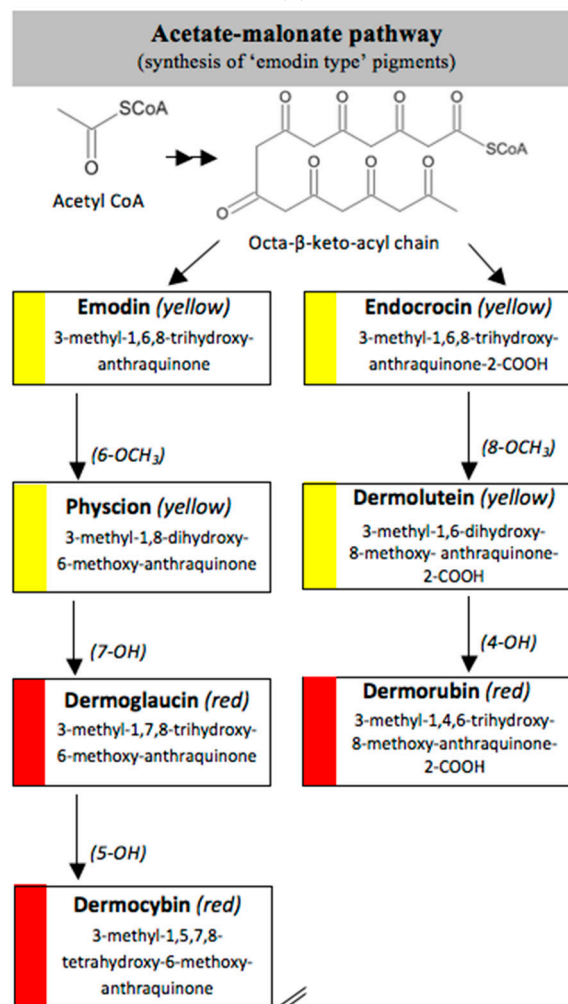 Acetate-malonate pathway
(synthesis of 'emodin type' pigments)
O O O O
SCoA
O
SCoA
O O O O
O
Acetyl CoA
Octa-β-keto-acyl chain
Emodin (yellow)
3-methyl-1,6,8-trihydroxy-
anthraquinone
Endocrocin (yellow)
3-methyl-1,6,8-trihydroxy-
anthraquinone-2-COOH
(6-OCH₃)
(8-OCH₃)
Physcion (yellow)
3-methyl-1,8-dihydroxy-
6-methoxy-anthraquinone
Dermolutein (yellow)
3-methyl-1,6-dihydroxy-
8-methoxy- anthraquinone-
2-COOH
(7-OH)
(4-OH)
Dermoglaucin (red)
3-methyl-1,7,8-trihydroxy-
6-methoxy-anthraquinone
Dermorubin (red)
3-methyl-1,4,6-trihydroxy-
8-methoxy-anthraquinone-
2-COOH
(5-OH)
Dermocybin (red)
3-methyl-1,5,7,8-
tetrahydroxy-6-methoxy-
anthraquinone